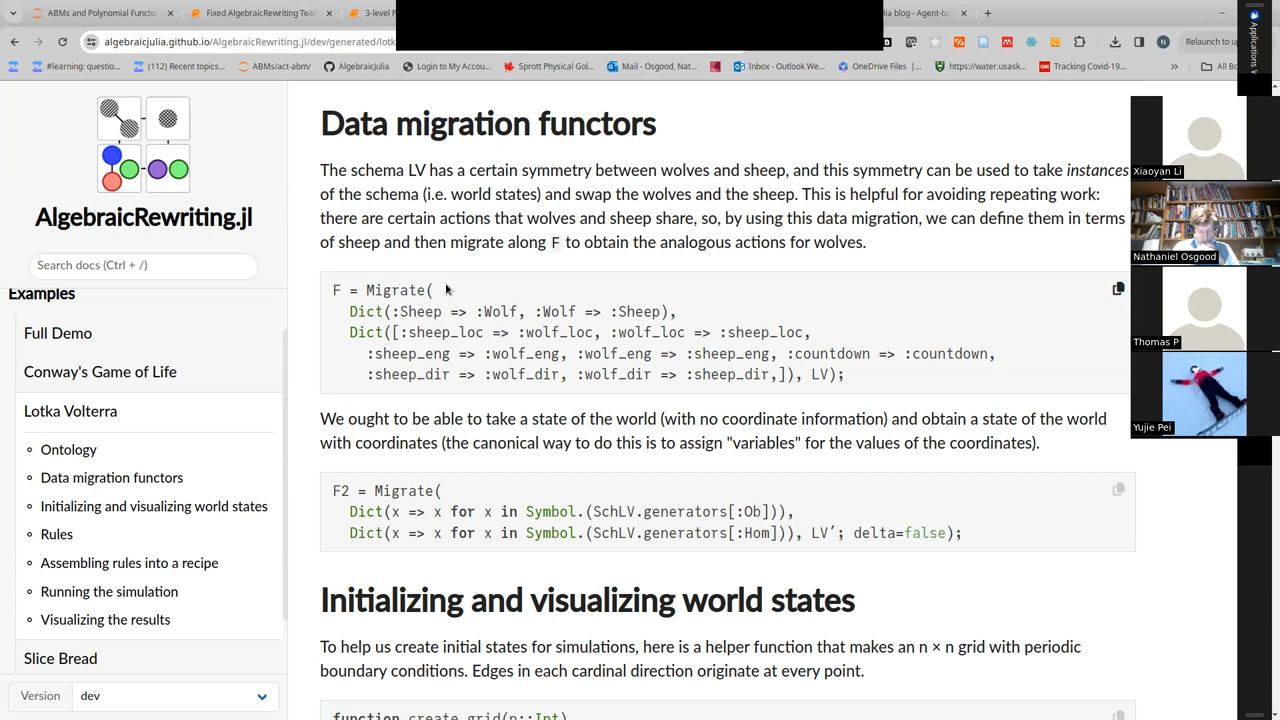 ABMs and Polynomial Functor
Fixed AlgebraicRewriting Team
3-level P
lia blog - Agent-b
algebraicjulia.github.io/AlgebraicRewriting.jl/dev/generated/lotk
Relaunch to u
#learning: questio...
(112) Recent topics...
ABMs/act-abm/
AlgebraicJulia
Login to My Accou...
Sprott Physical Gol...
Mail - Osgood, Nat...
Inbox - Outlook We...
OneDrive Files |...
https://water.usask...
Tracking Covid-19...
All Bo
Applications
AlgebraicRewriting.jl
Search docs (Ctrl + /)
Examples
Full Demo
Conway's Game of Life
Lotka Volterra
Ontology
Data migration functors
Initializing and visualizing world states
Rules
Assembling rules into a recipe
Running the simulation
Visualizing the results
Slice Bread
Version
dev
Data migration functors
The schema LV has a certain symmetry between wolves and sheep, and this symmetry can be used to take instances
of the schema (i.e. world states) and swap the wolves and the sheep. This is helpful for avoiding repeating work:
there are certain actions that wolves and sheep share, so, by using this data migration, we can define them in terms
of sheep and then migrate along F to obtain the analogous actions for wolves.
F = Migrate(
Dict(:Sheep => :Wolf, :Wolf => :Sheep),
Dict([:sheep_loc => :wolf_loc, :wolf_loc => :sheep_loc,
:sheep_eng => :wolf_eng, :wolf_eng => :sheep_eng, :countdown => :countdown,
:sheep_dir => :wolf_dir, :wolf_dir => :sheep_dir,]), LV);
We ought to be able to take a state of the world (with no coordinate information) and obtain a state of the world
with coordinates (the canonical way to do this is to assign "variables" for the values of the coordinates).
F2 = Migrate(
Dict(x => x for x in Symbol.(SchLV.generators[:Ob])),
Dict(x => x for x in Symbol.(SchLV.generators[:Hom])), LV′; delta=false);
Initializing and visualizing world states
To help us create initial states for simulations, here is a helper function that makes an n × n grid with periodic
boundary conditions. Edges in each cardinal direction originate at every point.
function create_grid(n::Int)
Xiaoyan Li
Nathaniel Osgood
Thomas P
Yujie Pei